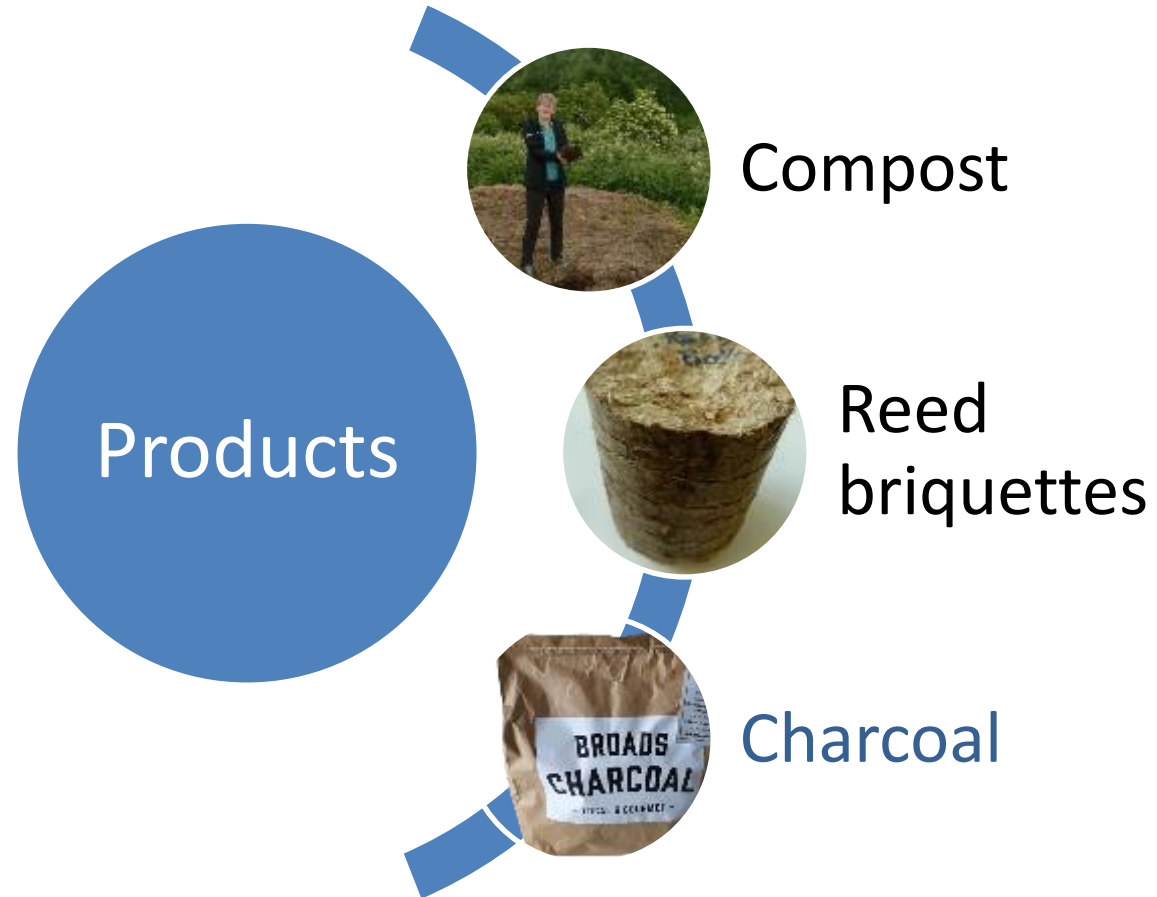 Products
Compost
Reed
briquettes
BROADS
CHARCOAL
Charcoal